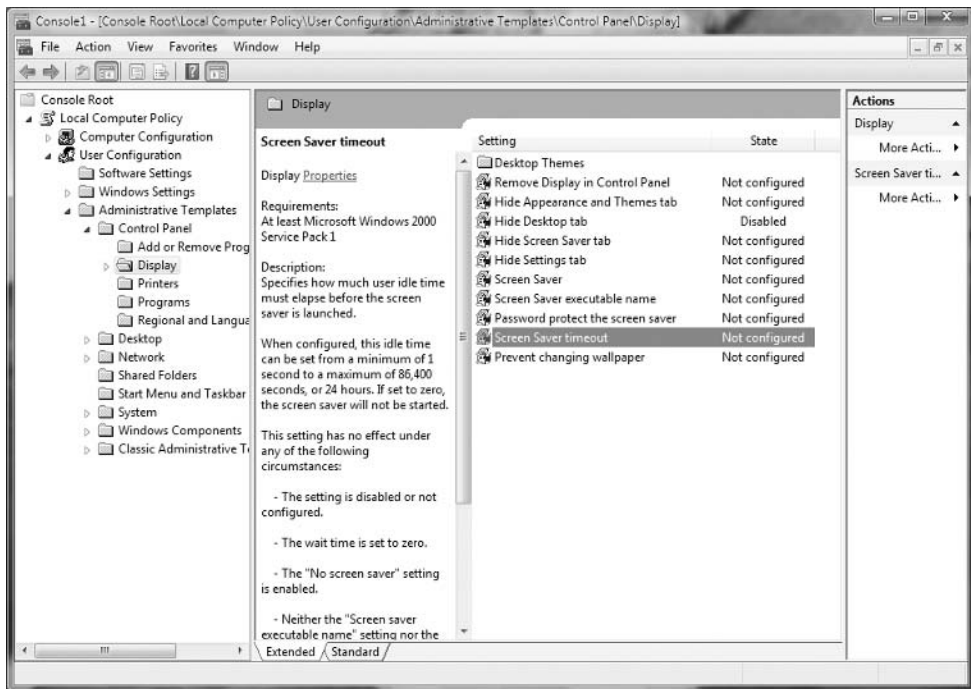 Console1 - [Console Root\Local Computer Policy\User Configuration\Administrative Templates\Control Panel\Display]
File Action View Favorites Window Help
Console Root
Local Computer Policy
Computer Configuration
User Configuration
Software Settings
Windows Settings
Administrative Templates
Control Panel
Add or Remove Prog
Display
Printers
Programs
Regional and Langua
Desktop
Network
Shared Folders
Start Menu and Taskbar
System
Windows Components
Classic Administrative Te
Display
Screen Saver timeout
Display Properties
Requirements:
At least Microsoft Windows 2000
Service Pack 1
Description:
Specifies how much user idle time
must elapse before the screen
saver is launched.
When configured, this idle time
can be set from a minimum of 1
second to a maximum of 86,400
seconds, or 24 hours. If set to zero,
the screen saver will not be started.
This setting has no effect under
any of the following
circumstances:
- The setting is disabled or not
configured.
- The wait time is set to zero.
- The "No screen saver" setting
is enabled.
- Neither the "Screen saver
executable name" setting nor the
Setting State
Desktop Themes
Remove Display in Control Panel Not configured
Hide Appearance and Themes tab Not configured
Hide Desktop tab Disabled
Hide Screen Saver tab Not configured
Hide Settings tab Not configured
Screen Saver Not configured
Screen Saver executable name Not configured
Password protect the screen saver Not configured
Screen Saver timeout Not configured
Prevent changing wallpaper Not configured
Extended Standard
Actions
Display
More Acti...
Screen Saver ti...
More Acti...